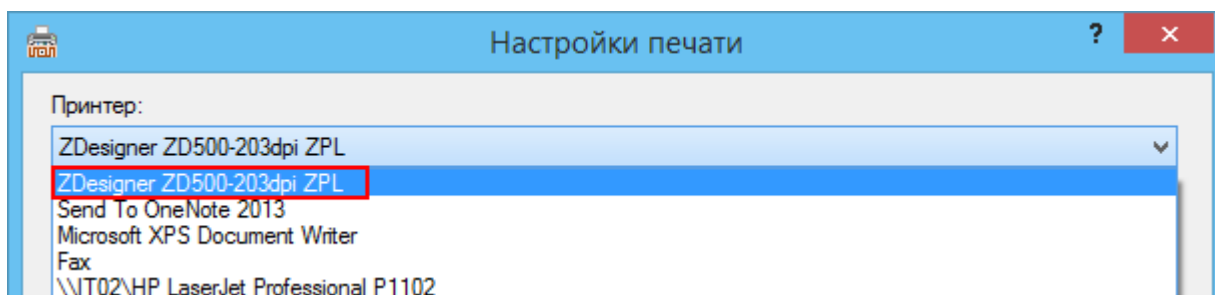 Настройки печати
?
Принтер:
ZDesigner ZD500-203dpi ZPL
ZDesigner ZD500-203dpi ZPL
Send To OneNote 2013
Microsoft XPS Document Writer
Fax
\\IT02\HP LaserJet Professional P1102